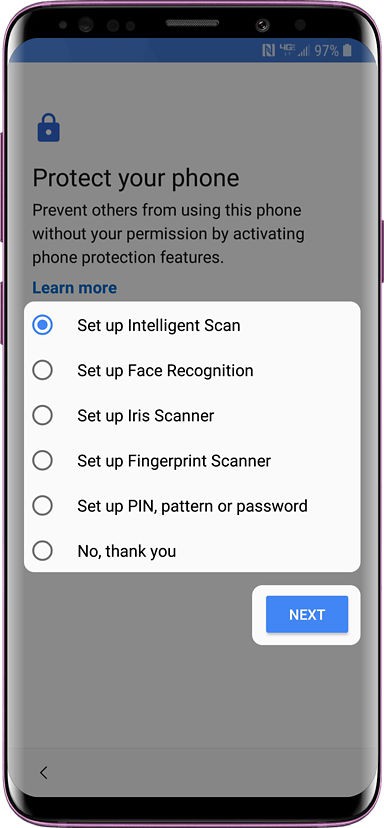 4G 97%
Protect your phone
Prevent others from using this phone
without your permission by activating
phone protection features.
Learn more
Set up Intelligent Scan
Set up Face Recognition
Set up Iris Scanner
Set up Fingerprint Scanner
Set up PIN, pattern or password
No, thank you
NEXT